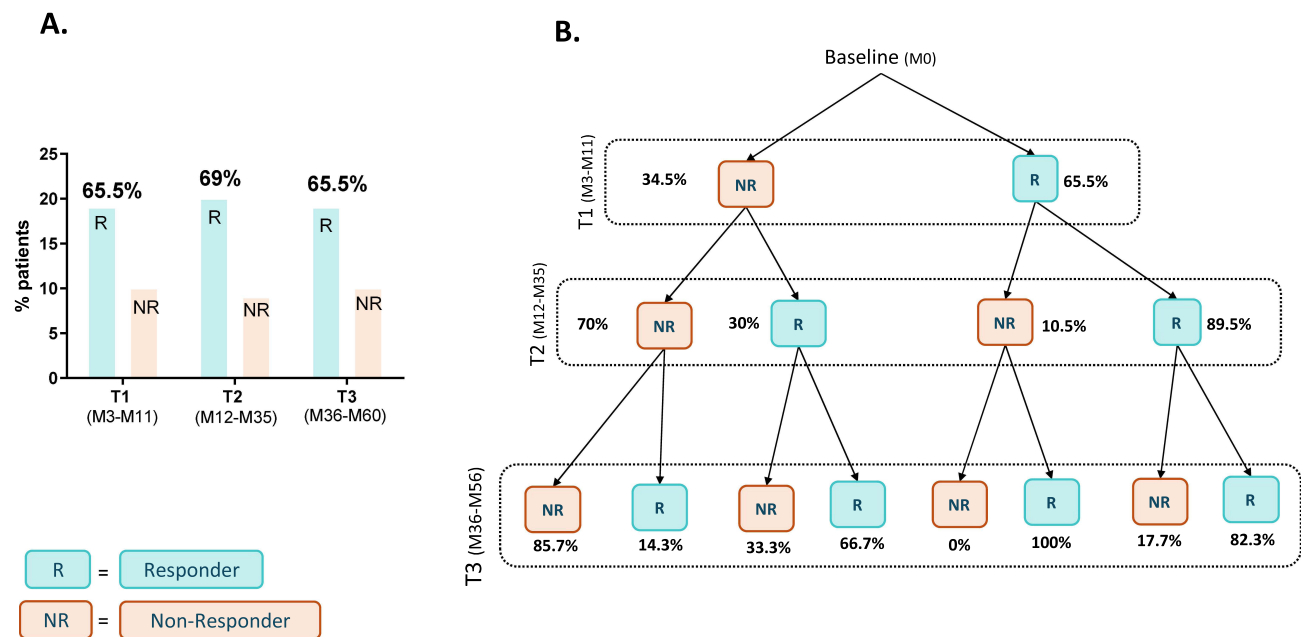 A.
25
20
15
10
5
0
% patients
65.5%
69%
65.5%
R
R
R
NR
NR
NR
T1
T2
T3
(M3-M11)
(M12-M35)
(M36-M60)
R = Responder
NR = Non-Responder
B.
Baseline (M0)
T1 (M3-M11)
34.5% NR R 65.5%
T2 (M12-M35)
70% NR 30% R NR 10.5% R 89.5%
T3 (M36-M56)
NR R NR R NR R NR R
85.7% 14.3% 33.3% 66.7% 0% 100% 17.7% 82.3%